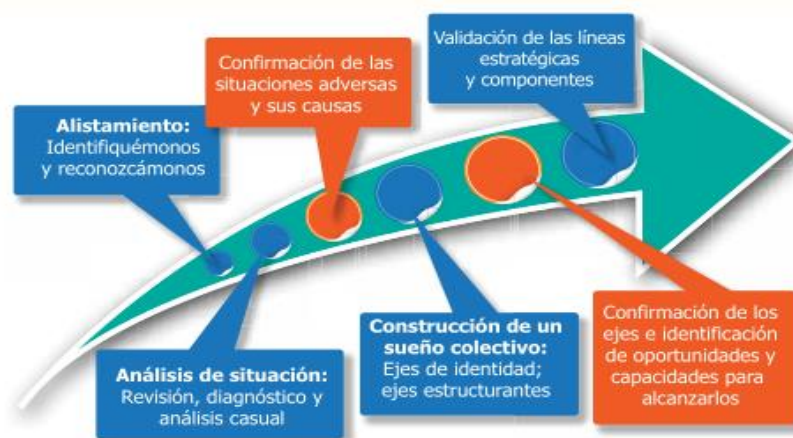 Alistamiento:
Identifiquémonos
y reconozcámonos
Análisis de situación:
Revisión, diagnóstico y
análisis casual
Confirmación de las
situaciones adversas
y sus causas
Construcción de un
sueño colectivo:
Ejes de identidad;
ejes estructurantes
Confirmación de los
ejes e identificación
de oportunidades y
capacidades para
alcanzarlos
Validación de las líneas
estratégicas
y componentes